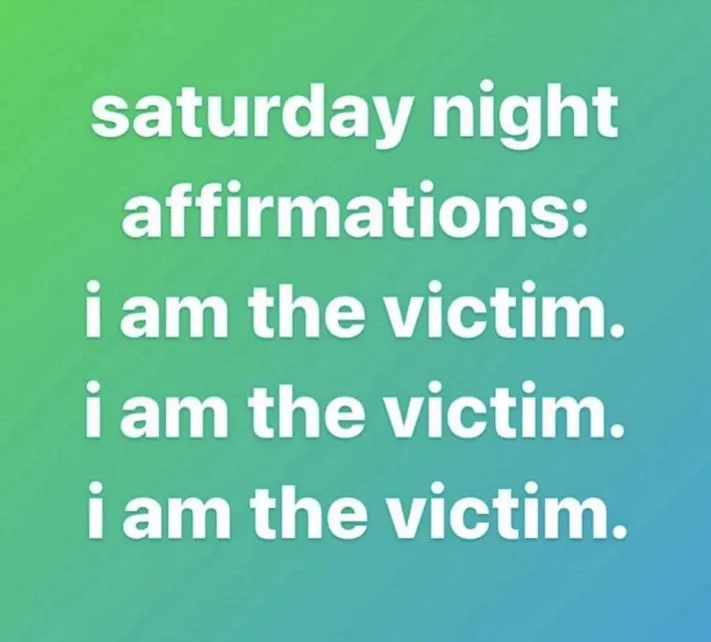 saturday night
affirmations:
i am the victim.
i am the victim.
i am the victim.